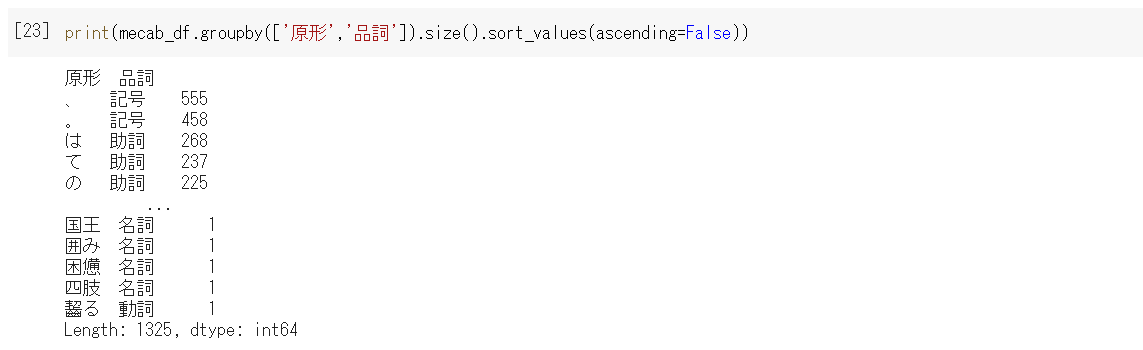 [23] print(mecab_df.groupby(['原形','品詞']).size().sort_values(ascending=False))
原形 品詞
、 記号 555
。 記号 458
は 助詞 268
て 助詞 237
の 助詞 225
...
国王 名詞 1
囲み 名詞 1
困憊 名詞 1
四肢 名詞 1
齧る 動詞 1
Length: 1325, dtype: int64